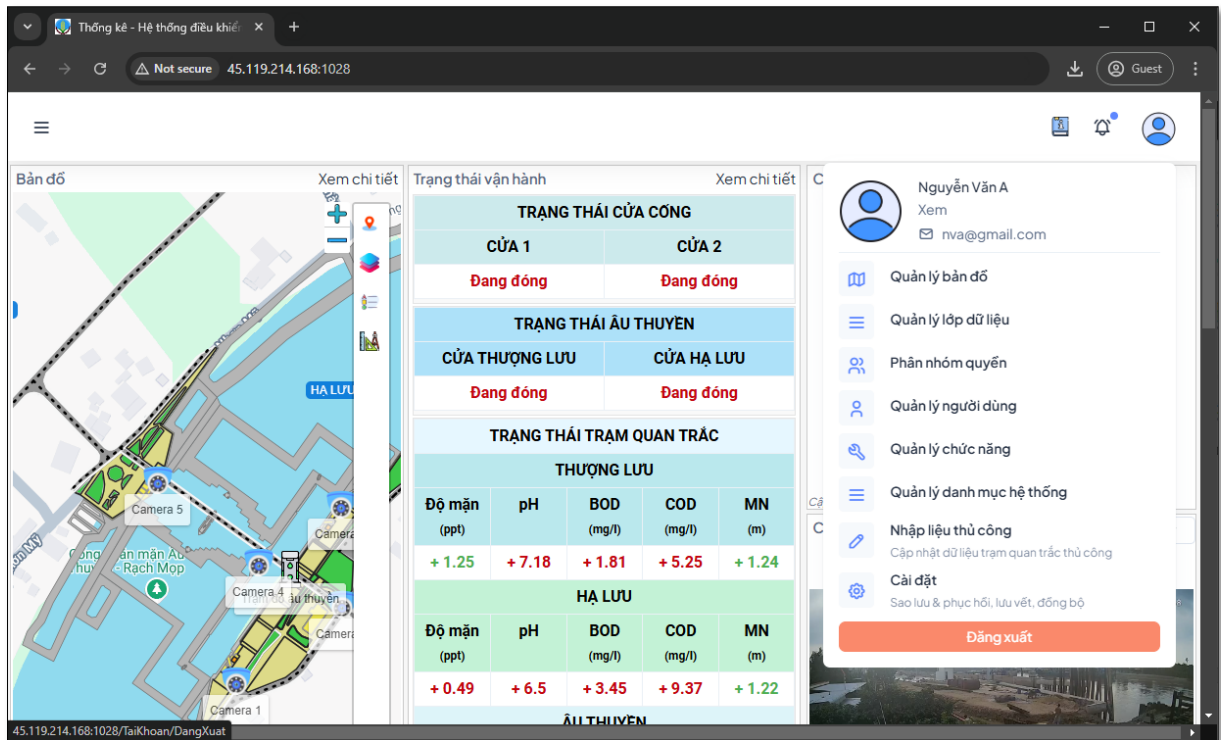 Thống kê - Hệ thống điều khiển
Not secure
45.119.214.168:1028
Guest
Bản đồ
Xem chi tiết
HẠ LƯU
Camera 5
Camera
Rạch Mọp
Camera 4
âu thuyền
Camera
Camera 1
Trạng thái vận hành
Xem chi tiết
TRẠNG THÁI CỬA CỐNG
CỬA 1 CỬA 2
Đang đóng Đang đóng
TRẠNG THÁI ÂU THUYỀN
CỬA THƯỢNG LƯU CỬA HẠ LƯU
Đang đóng Đang đóng
TRẠNG THÁI TRẠM QUAN TRẮC
THƯỢNG LƯU
Độ mặn pH BOD COD MN
(ppt) (mg/l) (mg/l) (m)
+ 1.25 + 7.18 + 1.81 + 5.25 + 1.24
HẠ LƯU
Độ mặn pH BOD COD MN
(ppt) (mg/l) (mg/l) (m)
+ 0.49 + 6.5 + 3.45 + 9.37 + 1.22
ÂU THUYỀN
Nguyễn Văn A
Xem
nva@gmail.com
Quản lý bản đồ
Quản lý lớp dữ liệu
Phân nhóm quyền
Quản lý người dùng
Quản lý chức năng
Quản lý danh mục hệ thống
Nhập liệu thủ công
Cập nhật dữ liệu trạm quan trắc thủ công
Cài đặt
Sao lưu & phục hồi, lưu vết, đồng bộ
Đăng xuất
45.119.214.168:1028/TaiKhoan/DangXuat